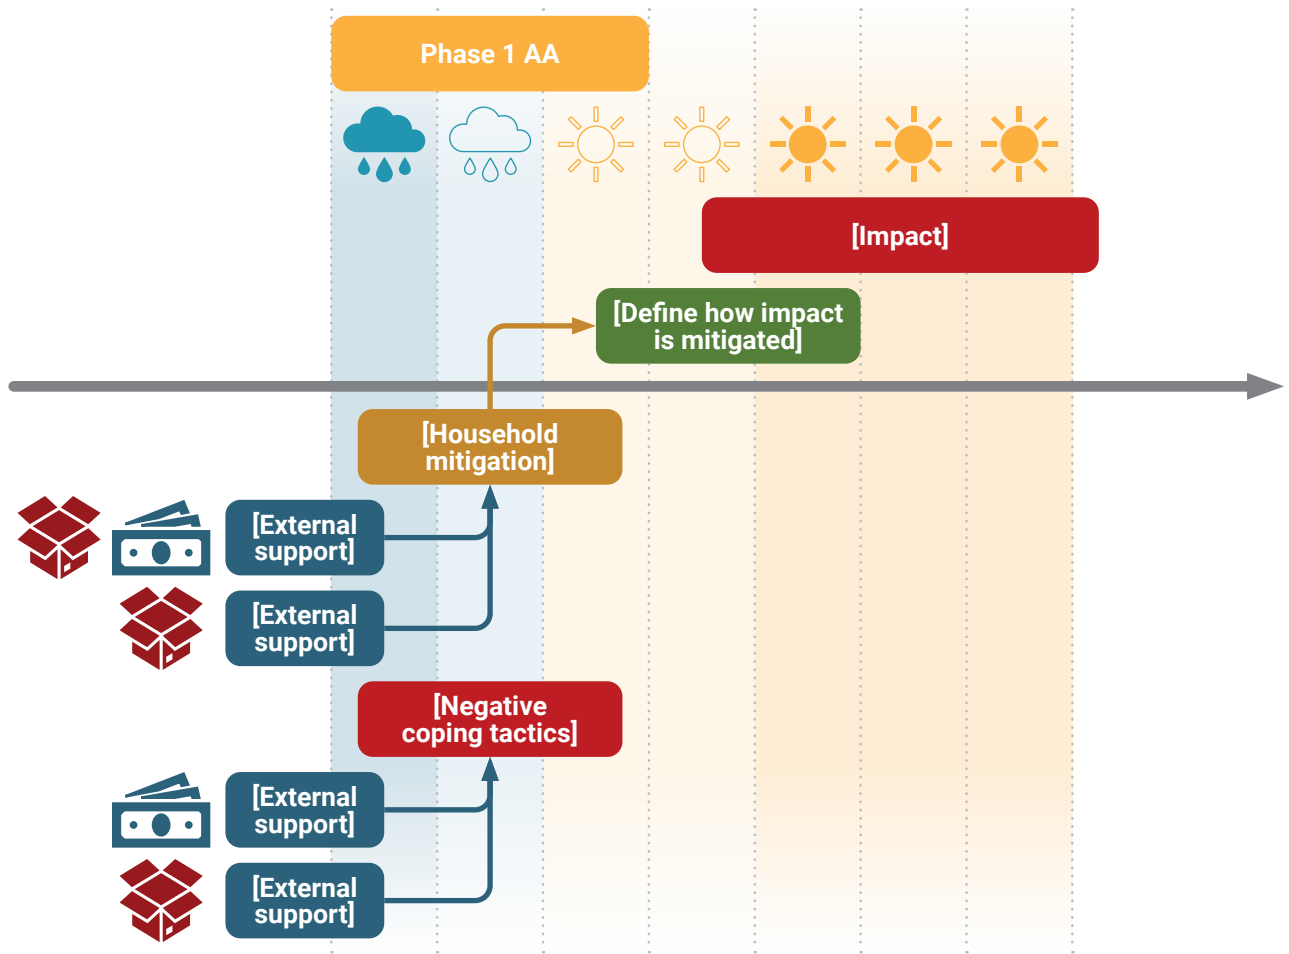 Phase 1 AA
[Impact]
[Define how impact
is mitigated]
[Household
mitigation]
[External
support]
[External
support]
[Negative
coping tactics]
[External
support]
[External
support]